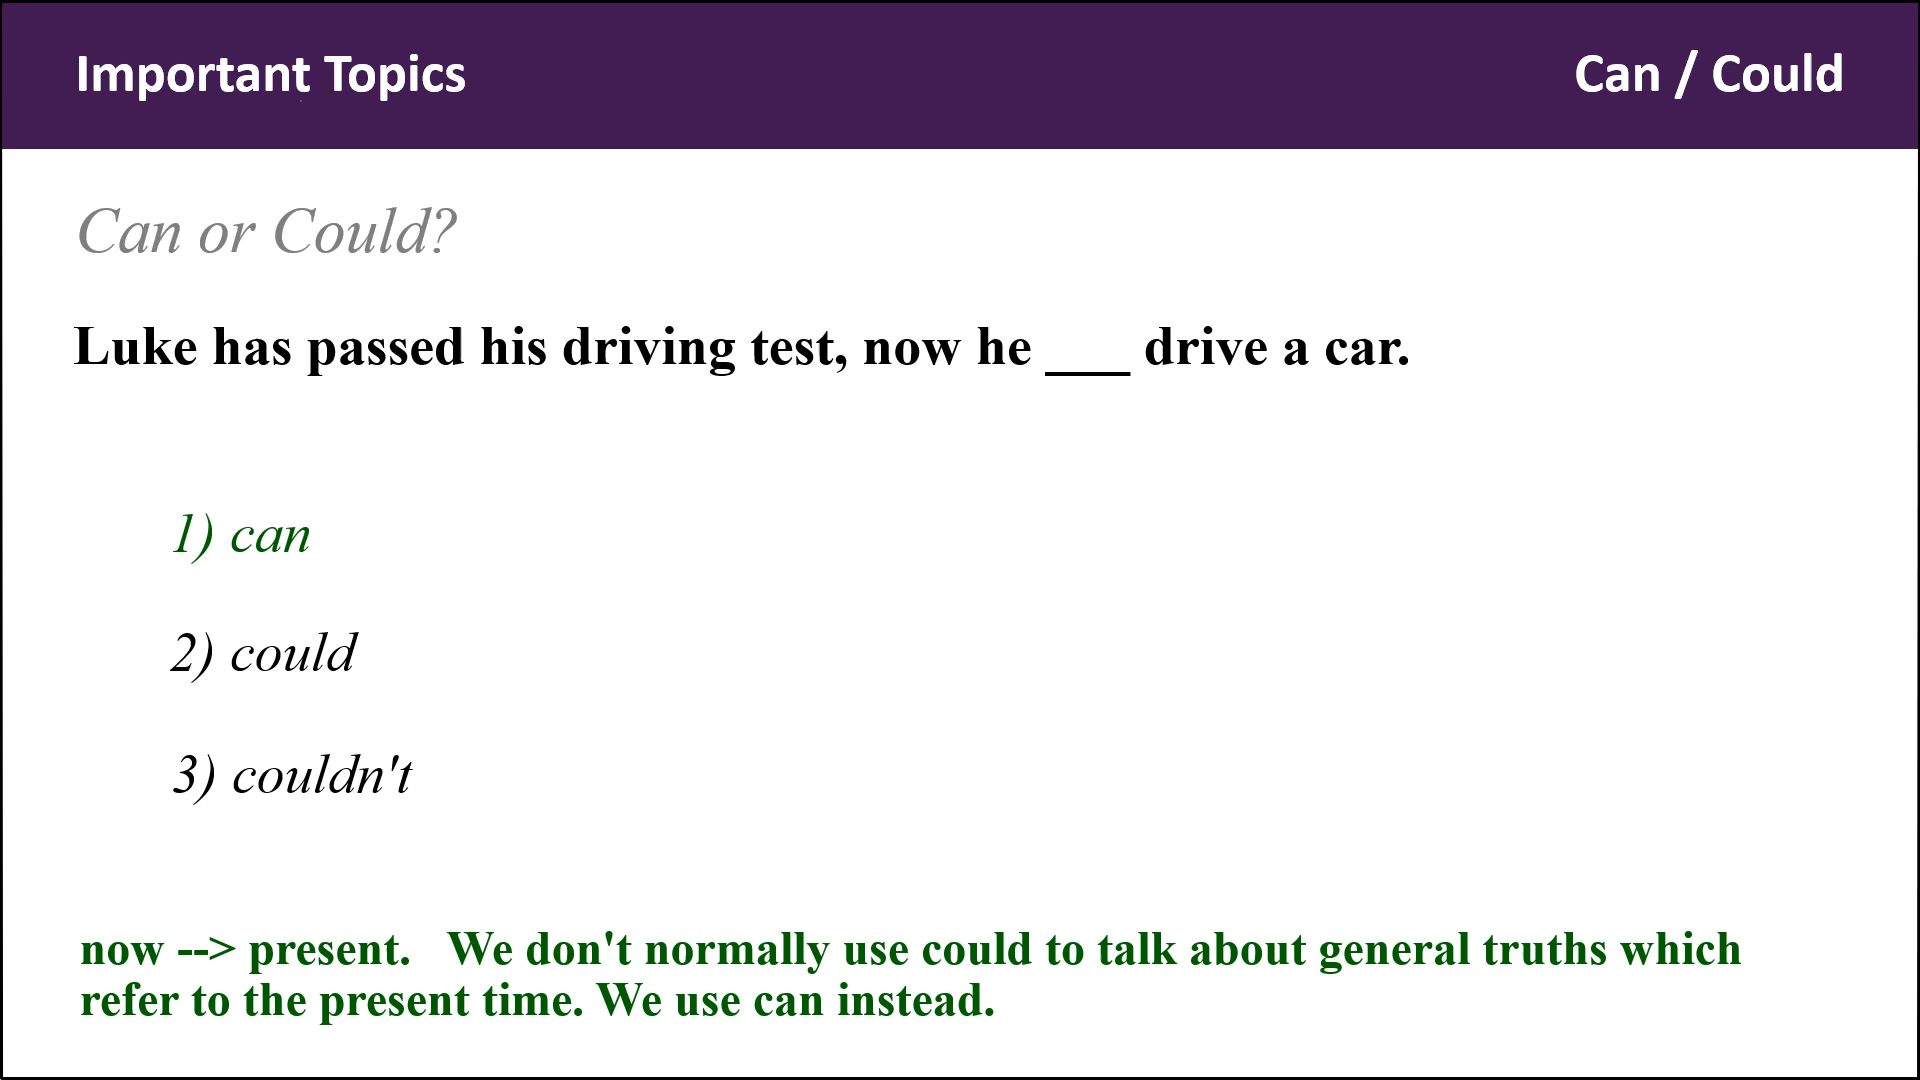 Important Topics
Can / Could
Can or Could?
Luke has passed his driving test, now he ___ drive a car.
1) can
2) could
3) couldn't
now --> present.   We don't normally use could to talk about general truths which
refer to the present time. We use can instead.